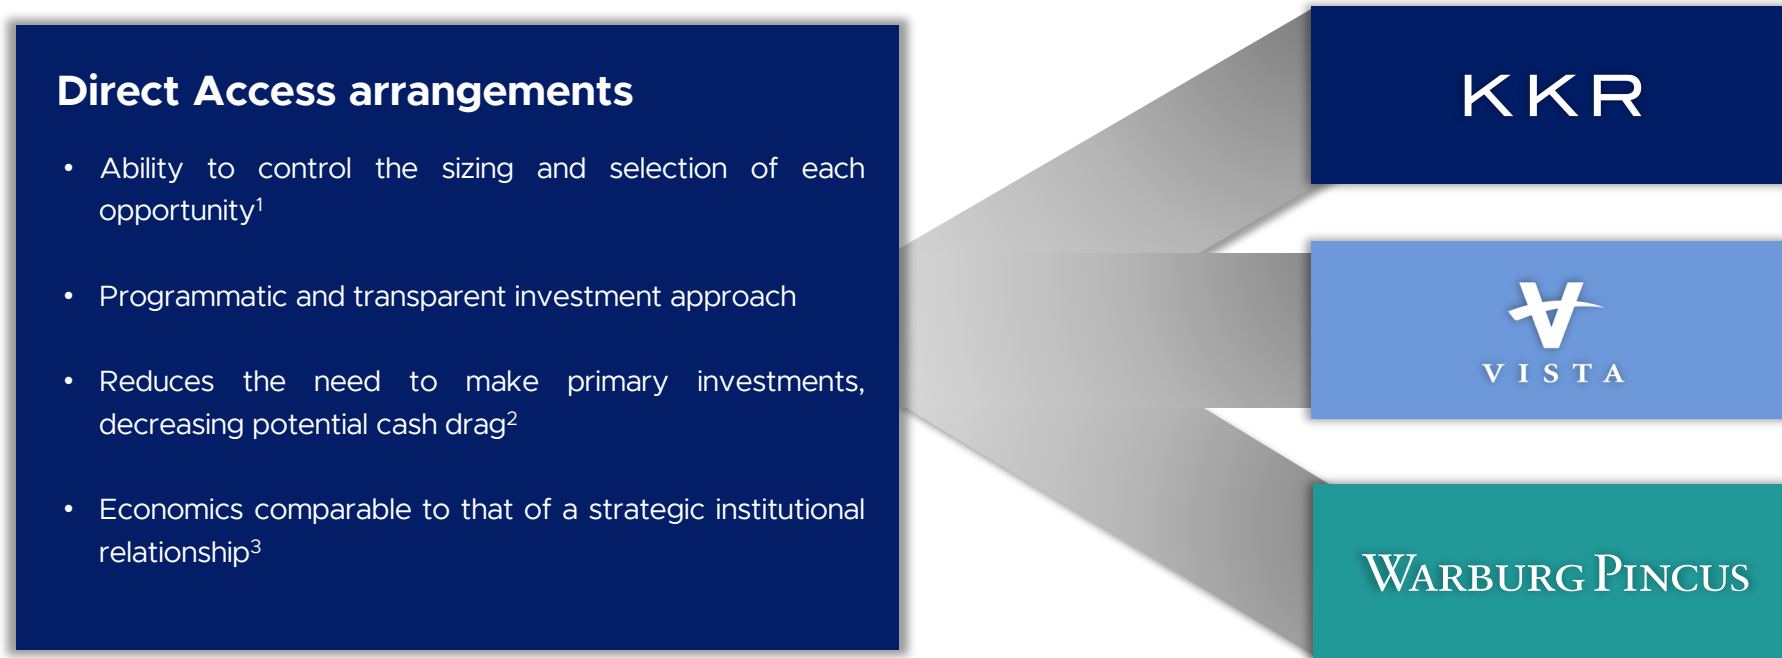 Direct Access arrangements
• Ability to control the sizing and selection of each
opportunity¹
• Programmatic and transparent investment approach
• Reduces the need to make primary investments,
decreasing potential cash drag²
• Economics comparable to that of a strategic institutional
relationship³
KKR
VISTA
WARBURG PINCUS